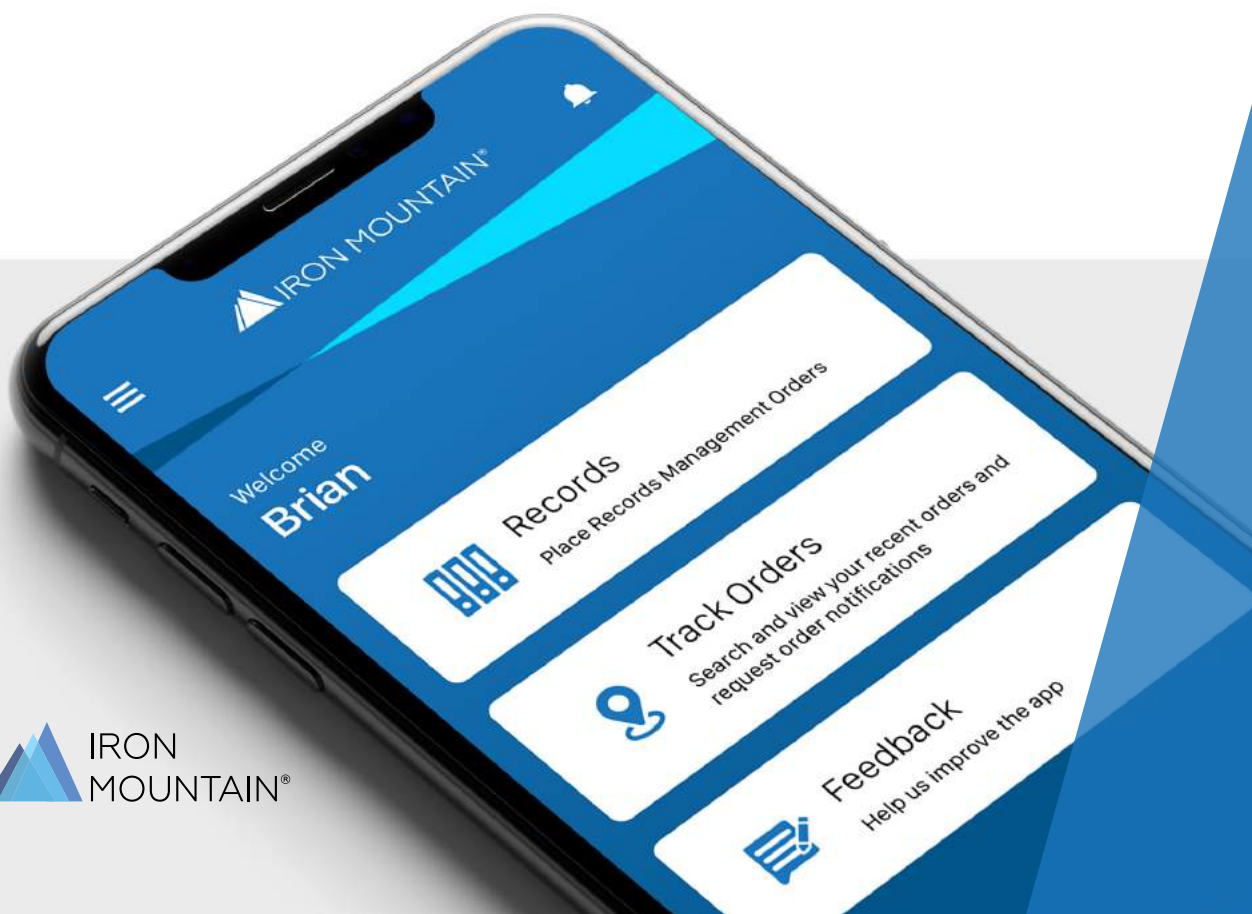 IRON MOUNTAIN®
Welcome
Brian
Records
Place Records Management Orders
Track Orders
Search and view your recent orders and
request order notifications
Feedback
Help us improve the app
IRON
MOUNTAIN®